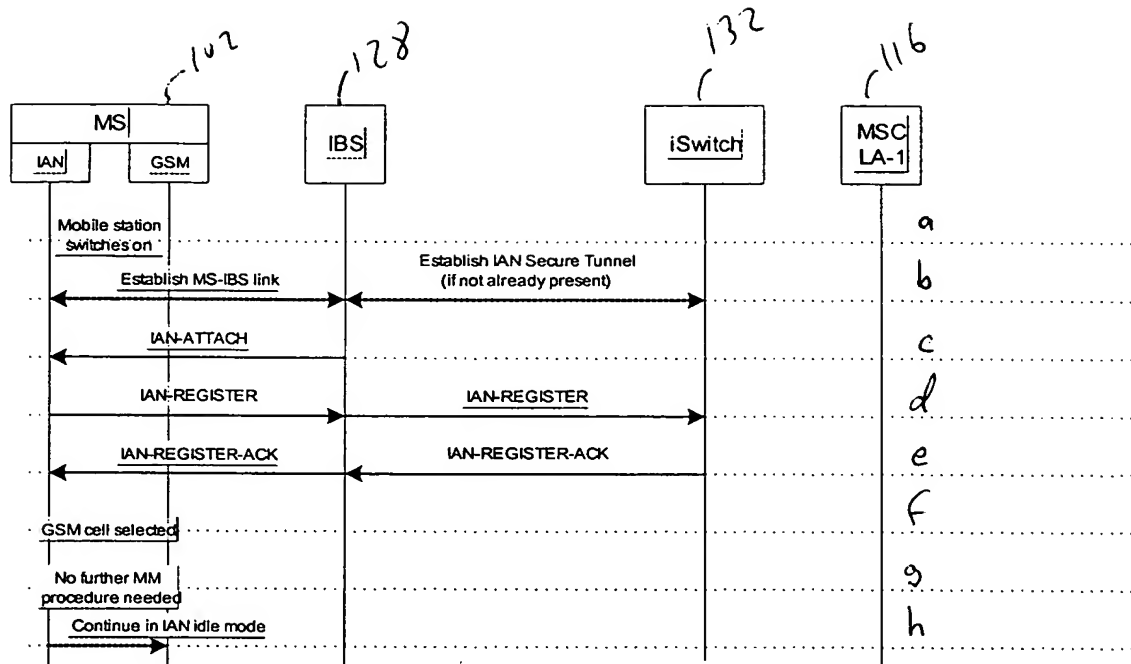 102
128
132
116
MS
IAN
GSM
IBS
iSwitch
MSC
LA-1
a
Mobile station
switches on
Establish MS-IBS link
Establish IAN Secure Tunnel
(if not already present)
b
IAN-ATTACH
c
IAN-REGISTER
IAN-REGISTER
d
IAN-REGISTER-ACK
IAN-REGISTER-ACK
e
f
GSM cell selected
g
No further MM
procedure needed
Continue in IAN idle mode
h